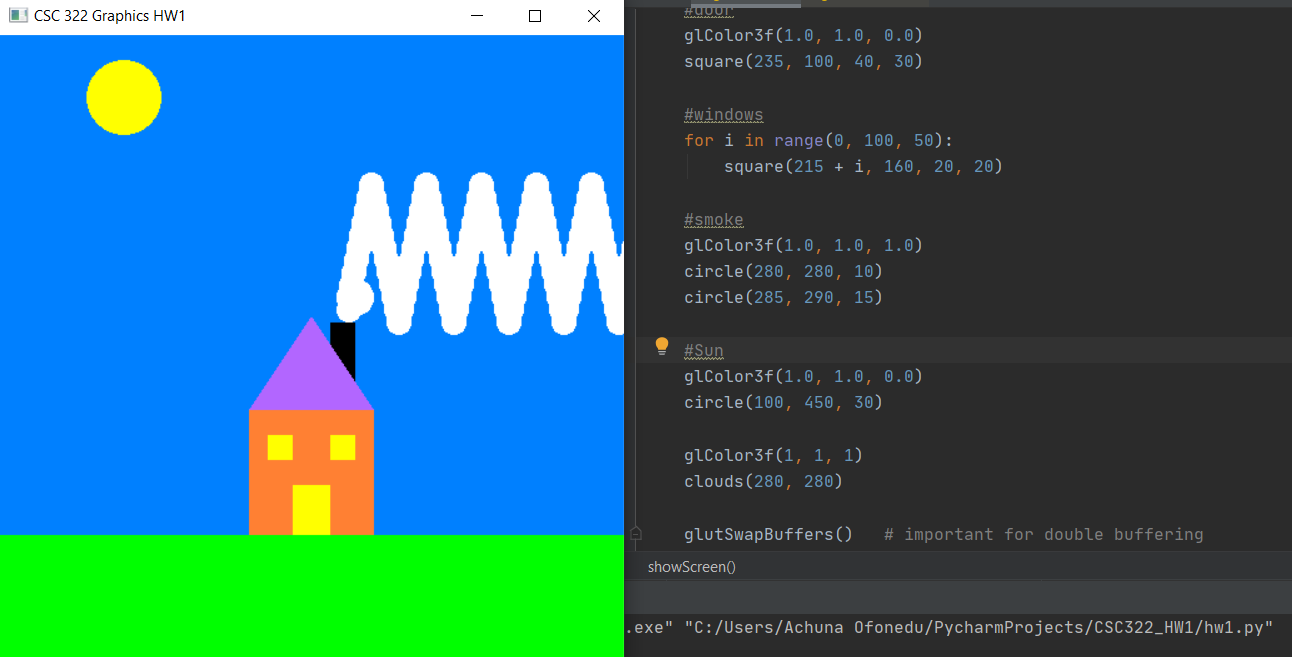 CSC 322 Graphics HW1
#door
glColor3f(1.0, 1.0, 0.0)
square(235, 100, 40, 30)
#windows
for i in range(0, 100, 50):
    square(215 + i, 160, 20, 20)
#smoke
glColor3f(1.0, 1.0, 1.0)
circle(280, 280, 10)
circle(285, 290, 15)
#Sun
glColor3f(1.0, 1.0, 0.0)
circle(100, 450, 30)
glColor3f(1, 1, 1)
clouds(280, 280)
glutSwapBuffers()   # important for double buffering
showScreen()
.exe" "C:/Users/Achuna Ofonedu/PycharmProjects/CSC322_HW1/hw1.py"